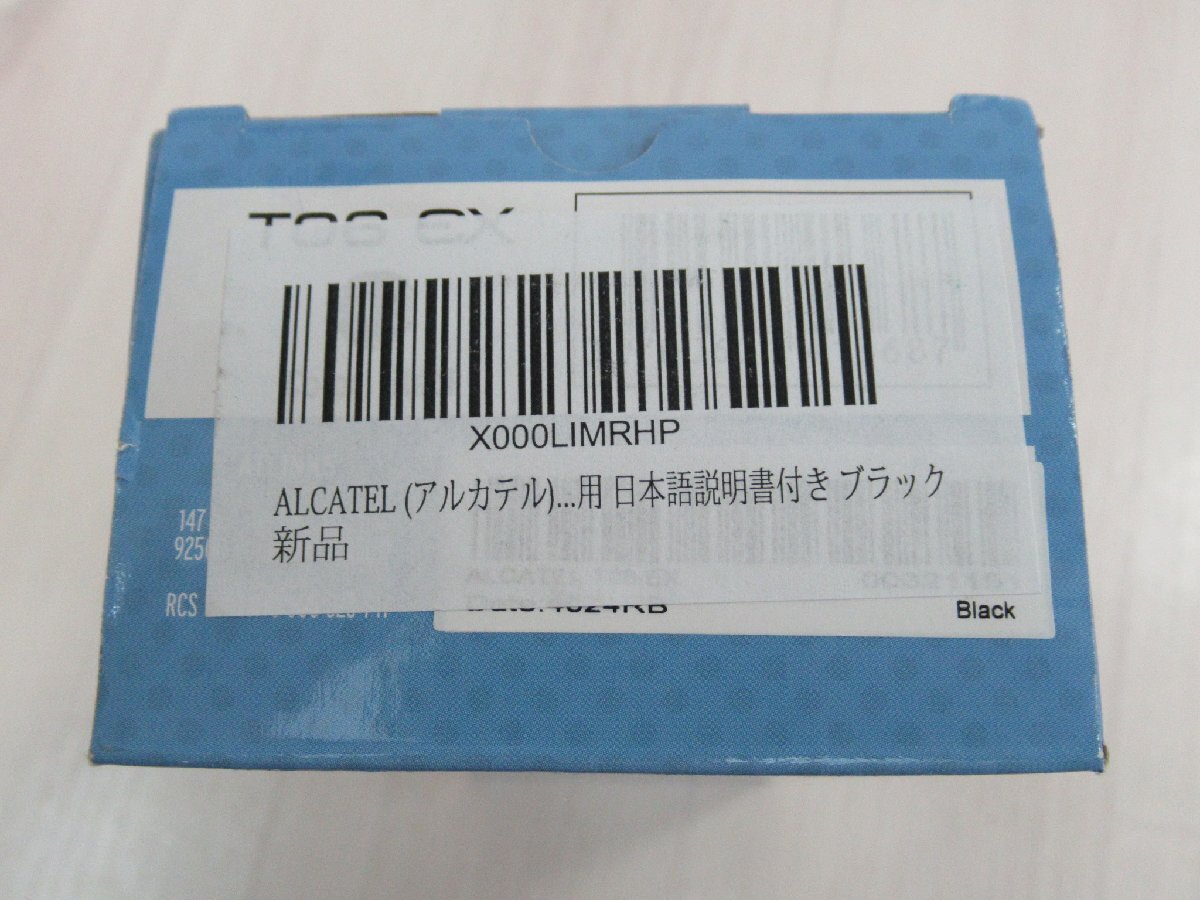 X000LIMRHP
ALCATEL (アルカテル)...用 日本語説明書付き ブラック
新品
147
925
RCS
Black